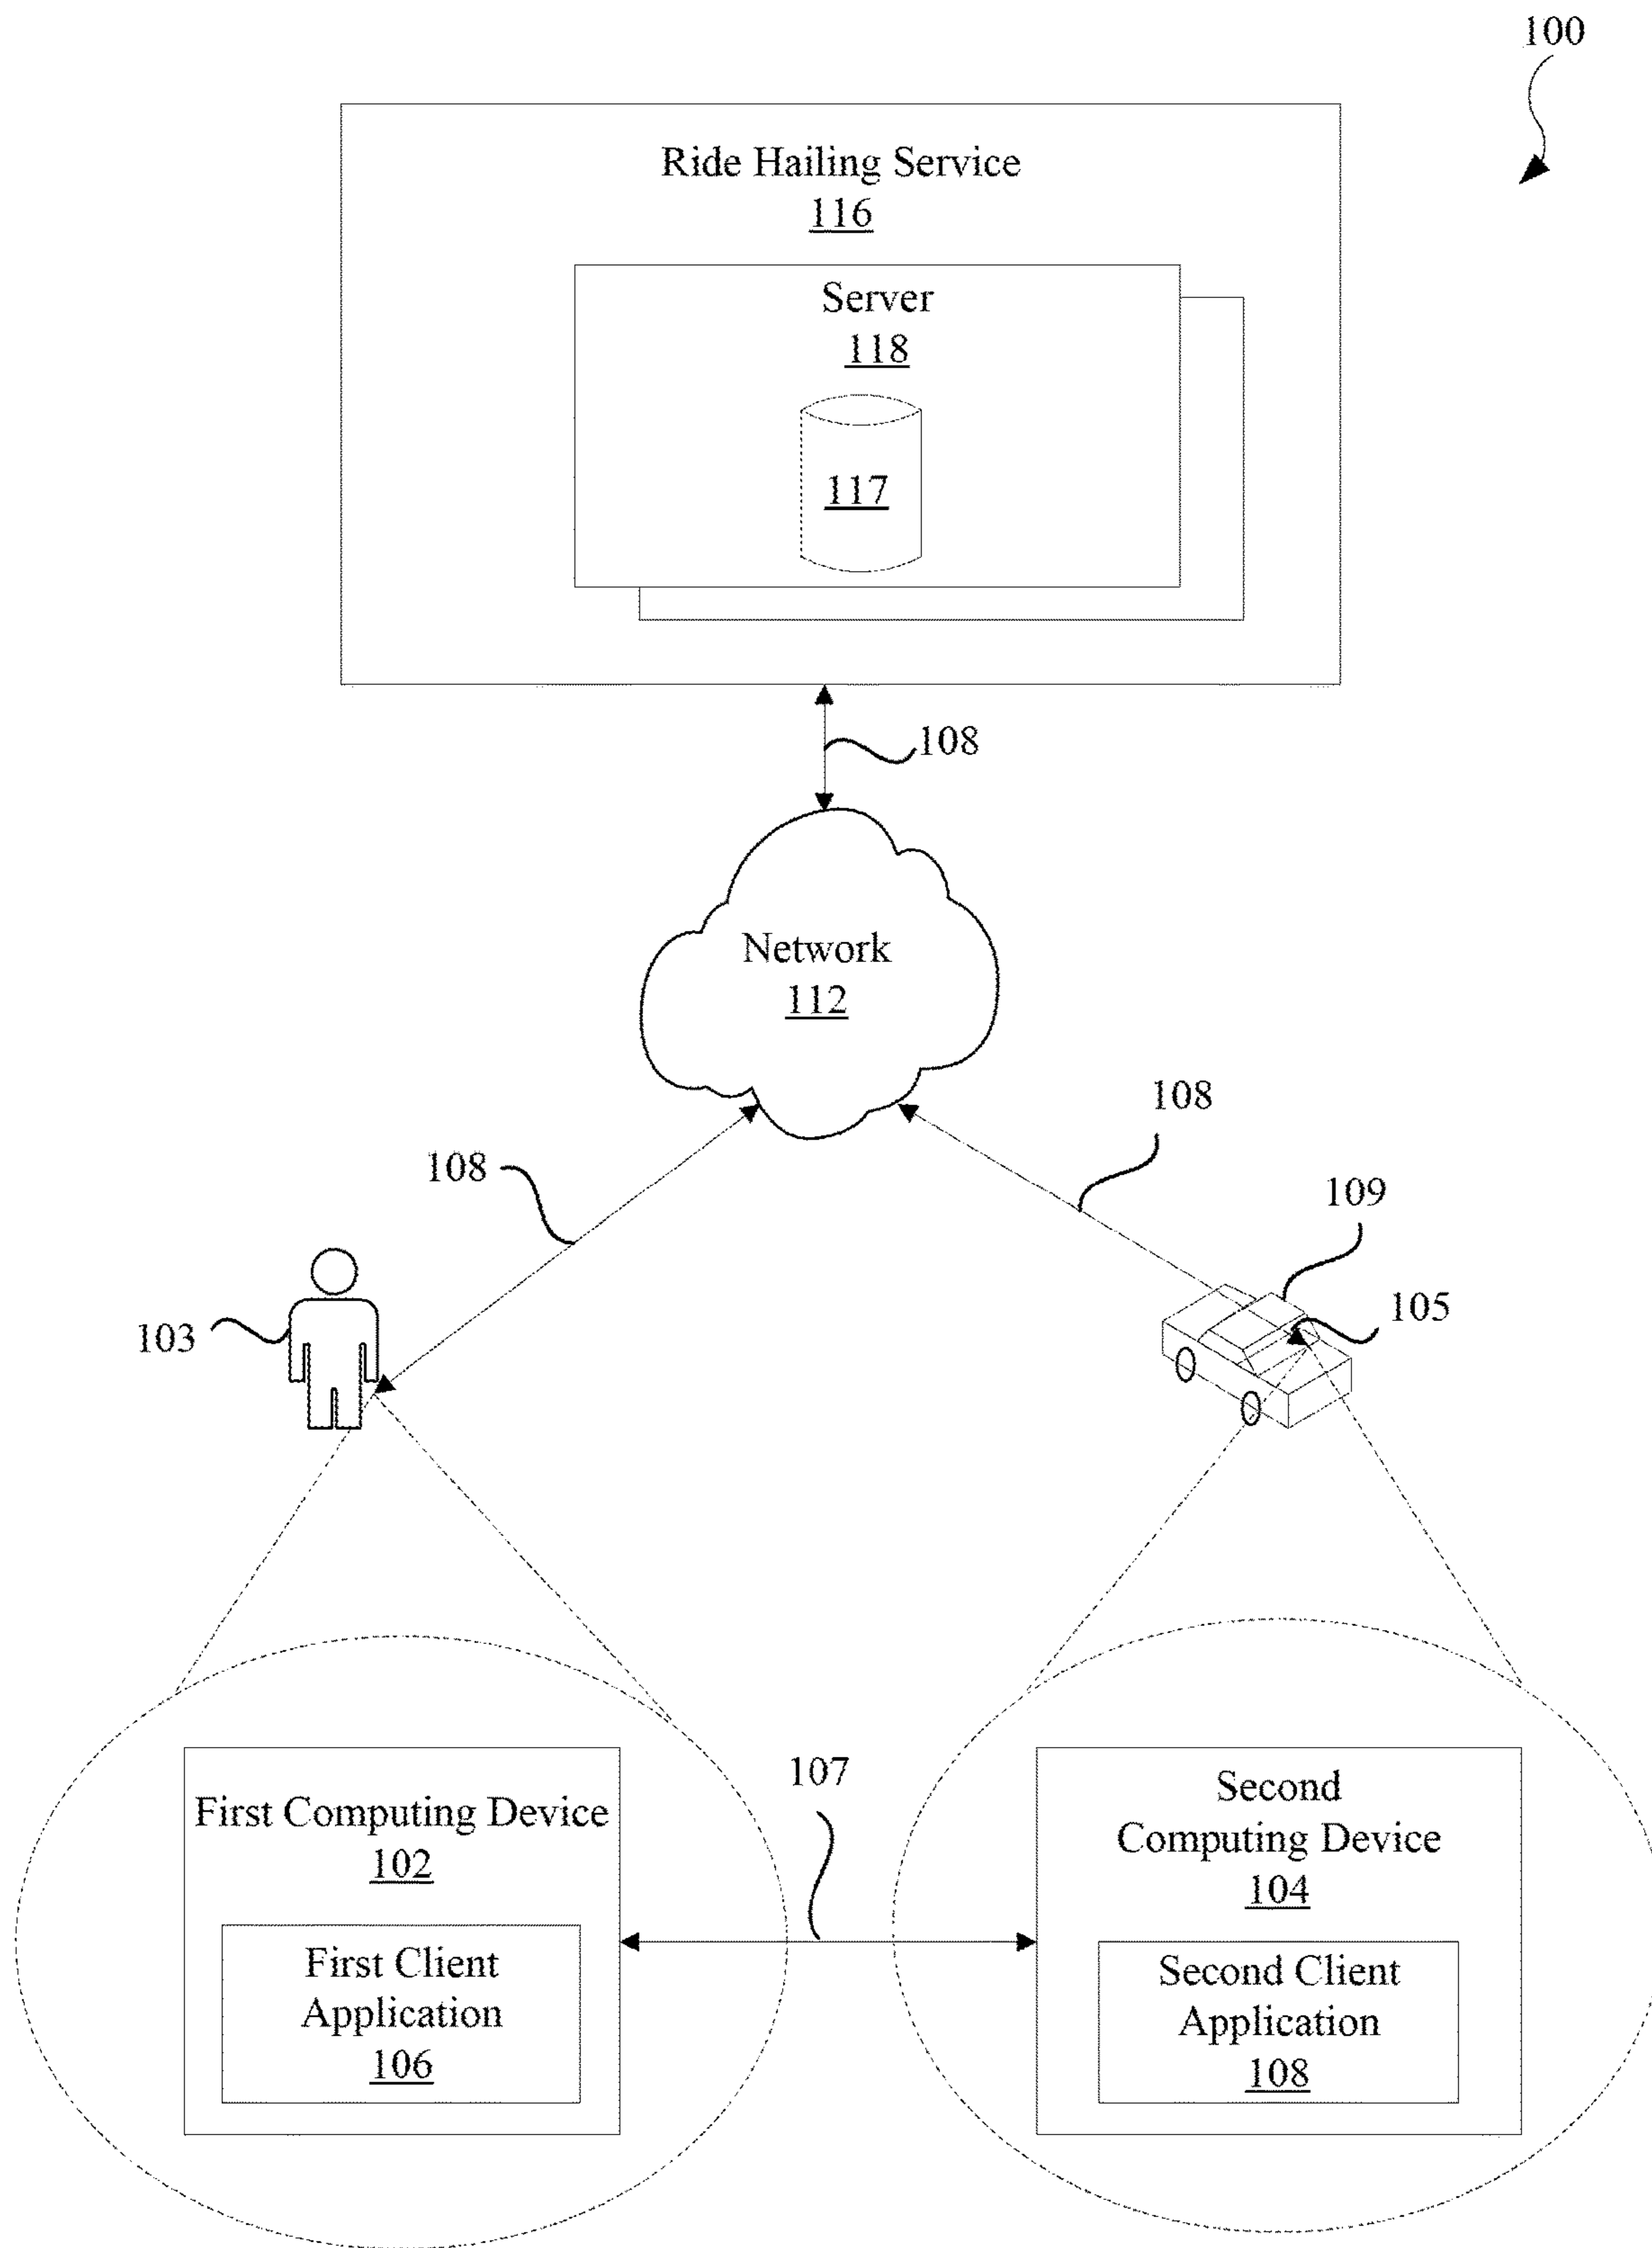 100
Ride Hailing Service
116
Server
118
117
108
Network
112
108
108
109
105
103
107
First Computing Device
102
First Client
Application
106
Second
Computing Device
104
Second Client
Application
108